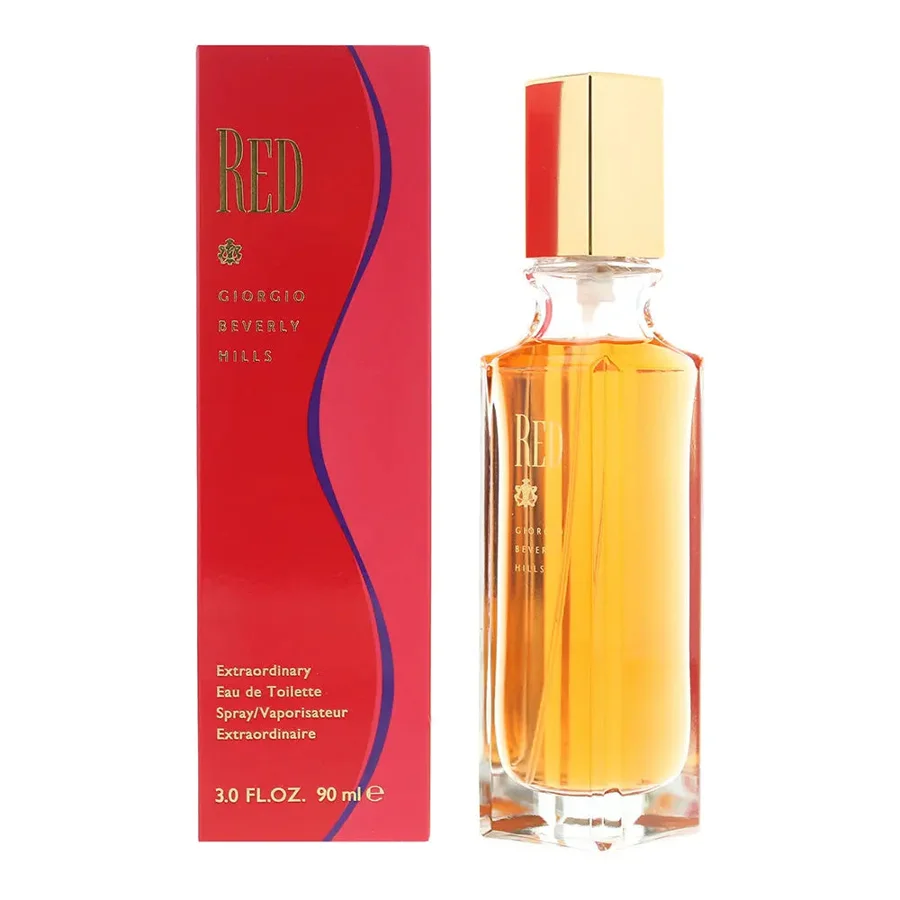 RED
GIORGIO
BEVERLY
HILLS
Extraordinary
Eau de Toilette
Spray/Vaporisateur
Extraordinaire
3.0 FL.OZ. 90 ml ℮
RED
GIORGIO
BEVERLY
HILLS